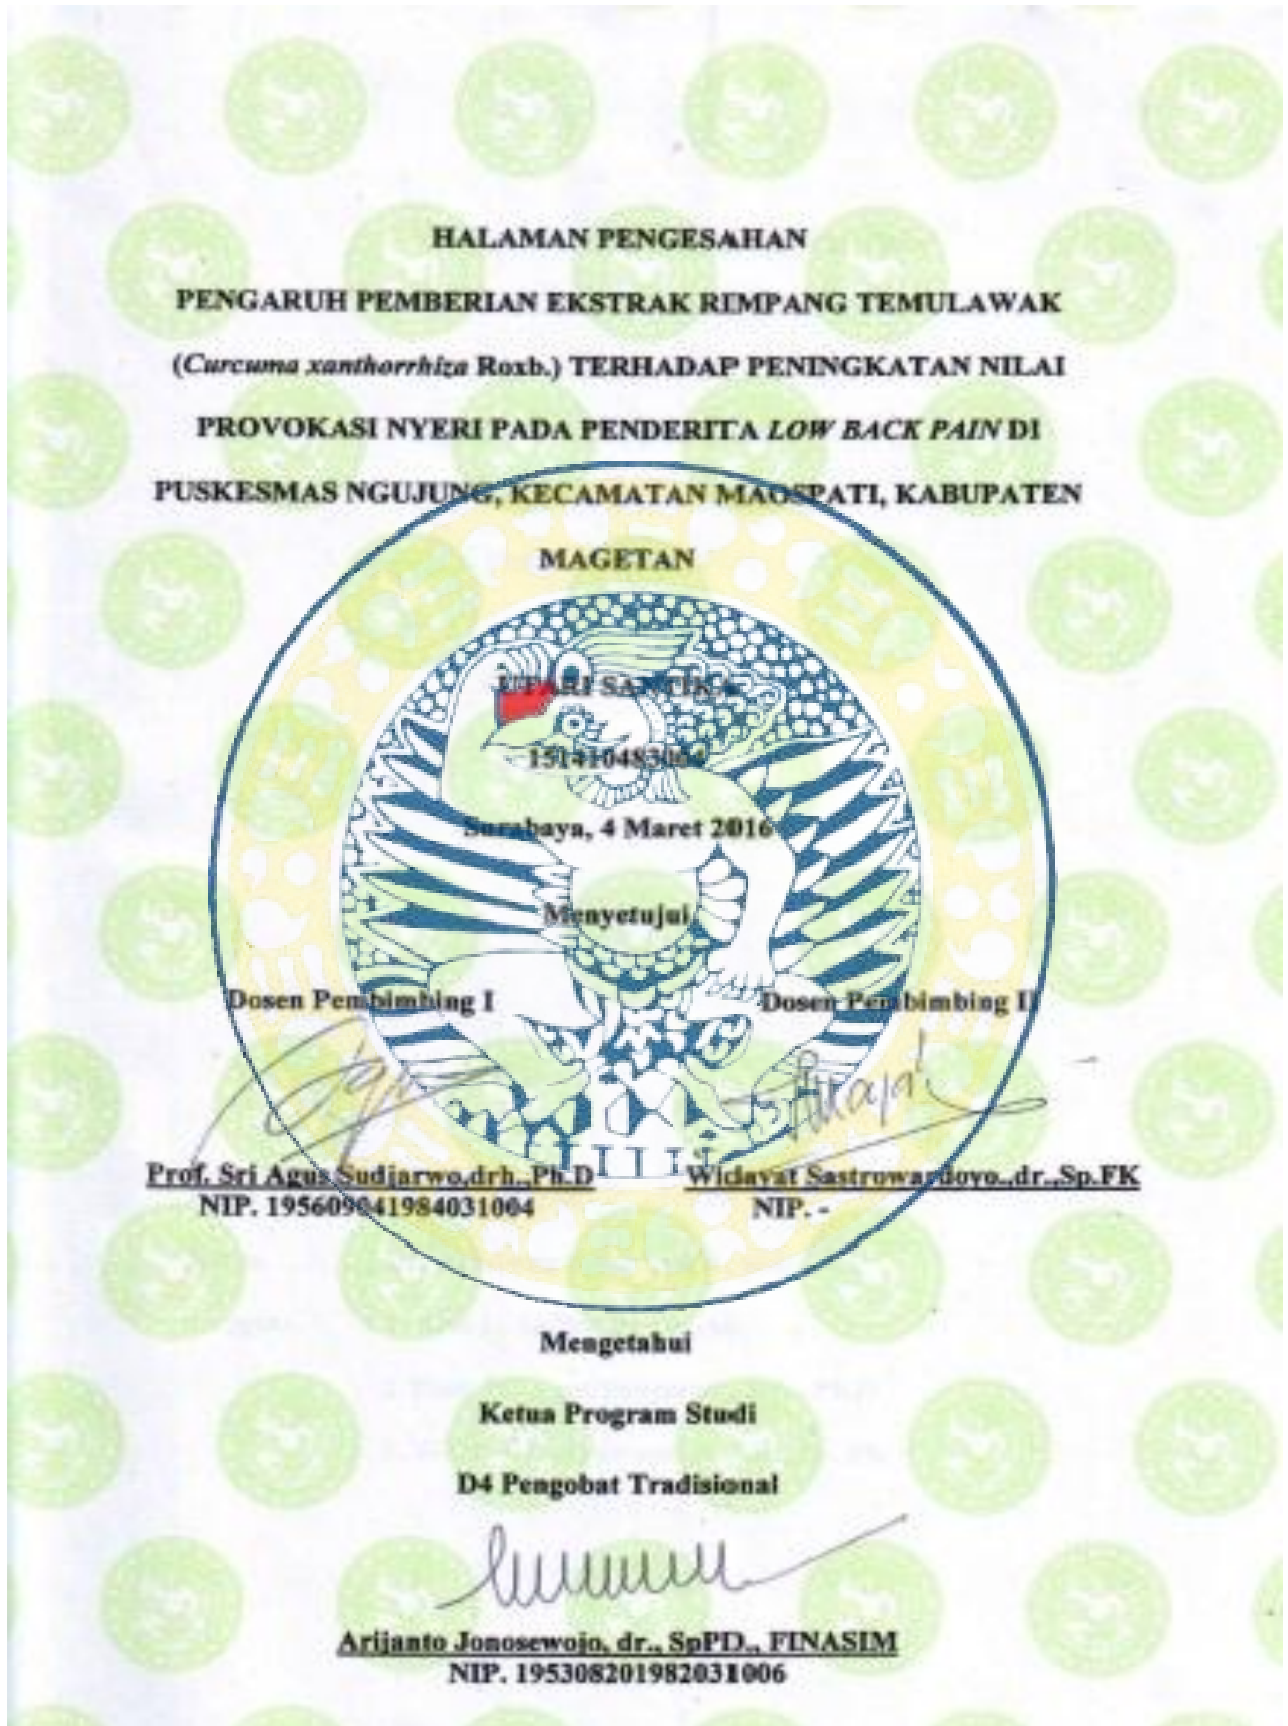 HALAMAN PENGESAHAN
PENGARUH PEMBERIAN EKSTRAK RIMPANG TEMULAWAK
(Curcuma xanthorrhiza Roxb.) TERHADAP PENINGKATAN NILAI
PROVOKASI NYERI PADA PENDERITA LOW BACK PAIN DI
PUSKESMAS NGUJUNG, KECAMATAN MAOSPATI, KABUPATEN
MAGETAN
UPARI SANTIKA
151410483064
Surabaya, 4 Maret 2016
Menyetujui
Dosen Pembimbing I Dosen Pembimbing II
Prof. Sri Agus Sudjarwo,drh.,Ph.D Widayat Sastrowardoyo.,dr.,Sp.FK
NIP. 195609041984031004 NIP. -
Mengetahui
Ketua Program Studi
D4 Pengobat Tradisional
Arijanto Jonosewojo, dr., SpPD., FINASIM
NIP. 195308201982031006